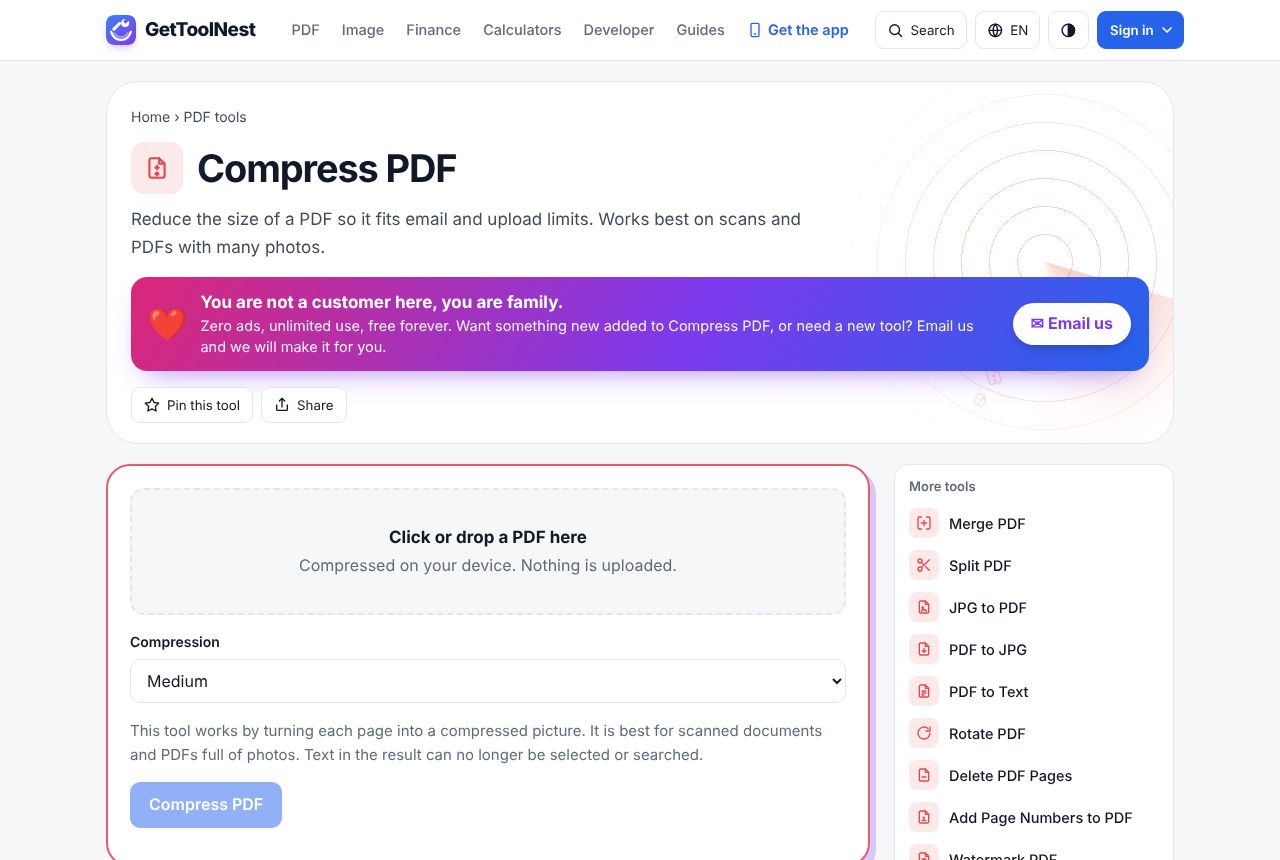 GetToolNest
PDF
Image
Finance
Calculators
Developer
Guides
Get the app
Search
EN
Sign in
Home › PDF tools
Compress PDF
Reduce the size of a PDF so it fits email and upload limits. Works best on scans and
PDFs with many photos.
You are not a customer here, you are family.
Zero ads, unlimited use, free forever. Want something new added to Compress PDF, or need a new tool? Email us
and we will make it for you.
✉ Email us
Pin this tool
Share
Click or drop a PDF here
Compressed on your device. Nothing is uploaded.
Compression
Medium
This tool works by turning each page into a compressed picture. It is best for scanned documents
and PDFs full of photos. Text in the result can no longer be selected or searched.
Compress PDF
More tools
Merge PDF
Split PDF
JPG to PDF
PDF to JPG
PDF to Text
Rotate PDF
Delete PDF Pages
Add Page Numbers to PDF
Watermark PDF